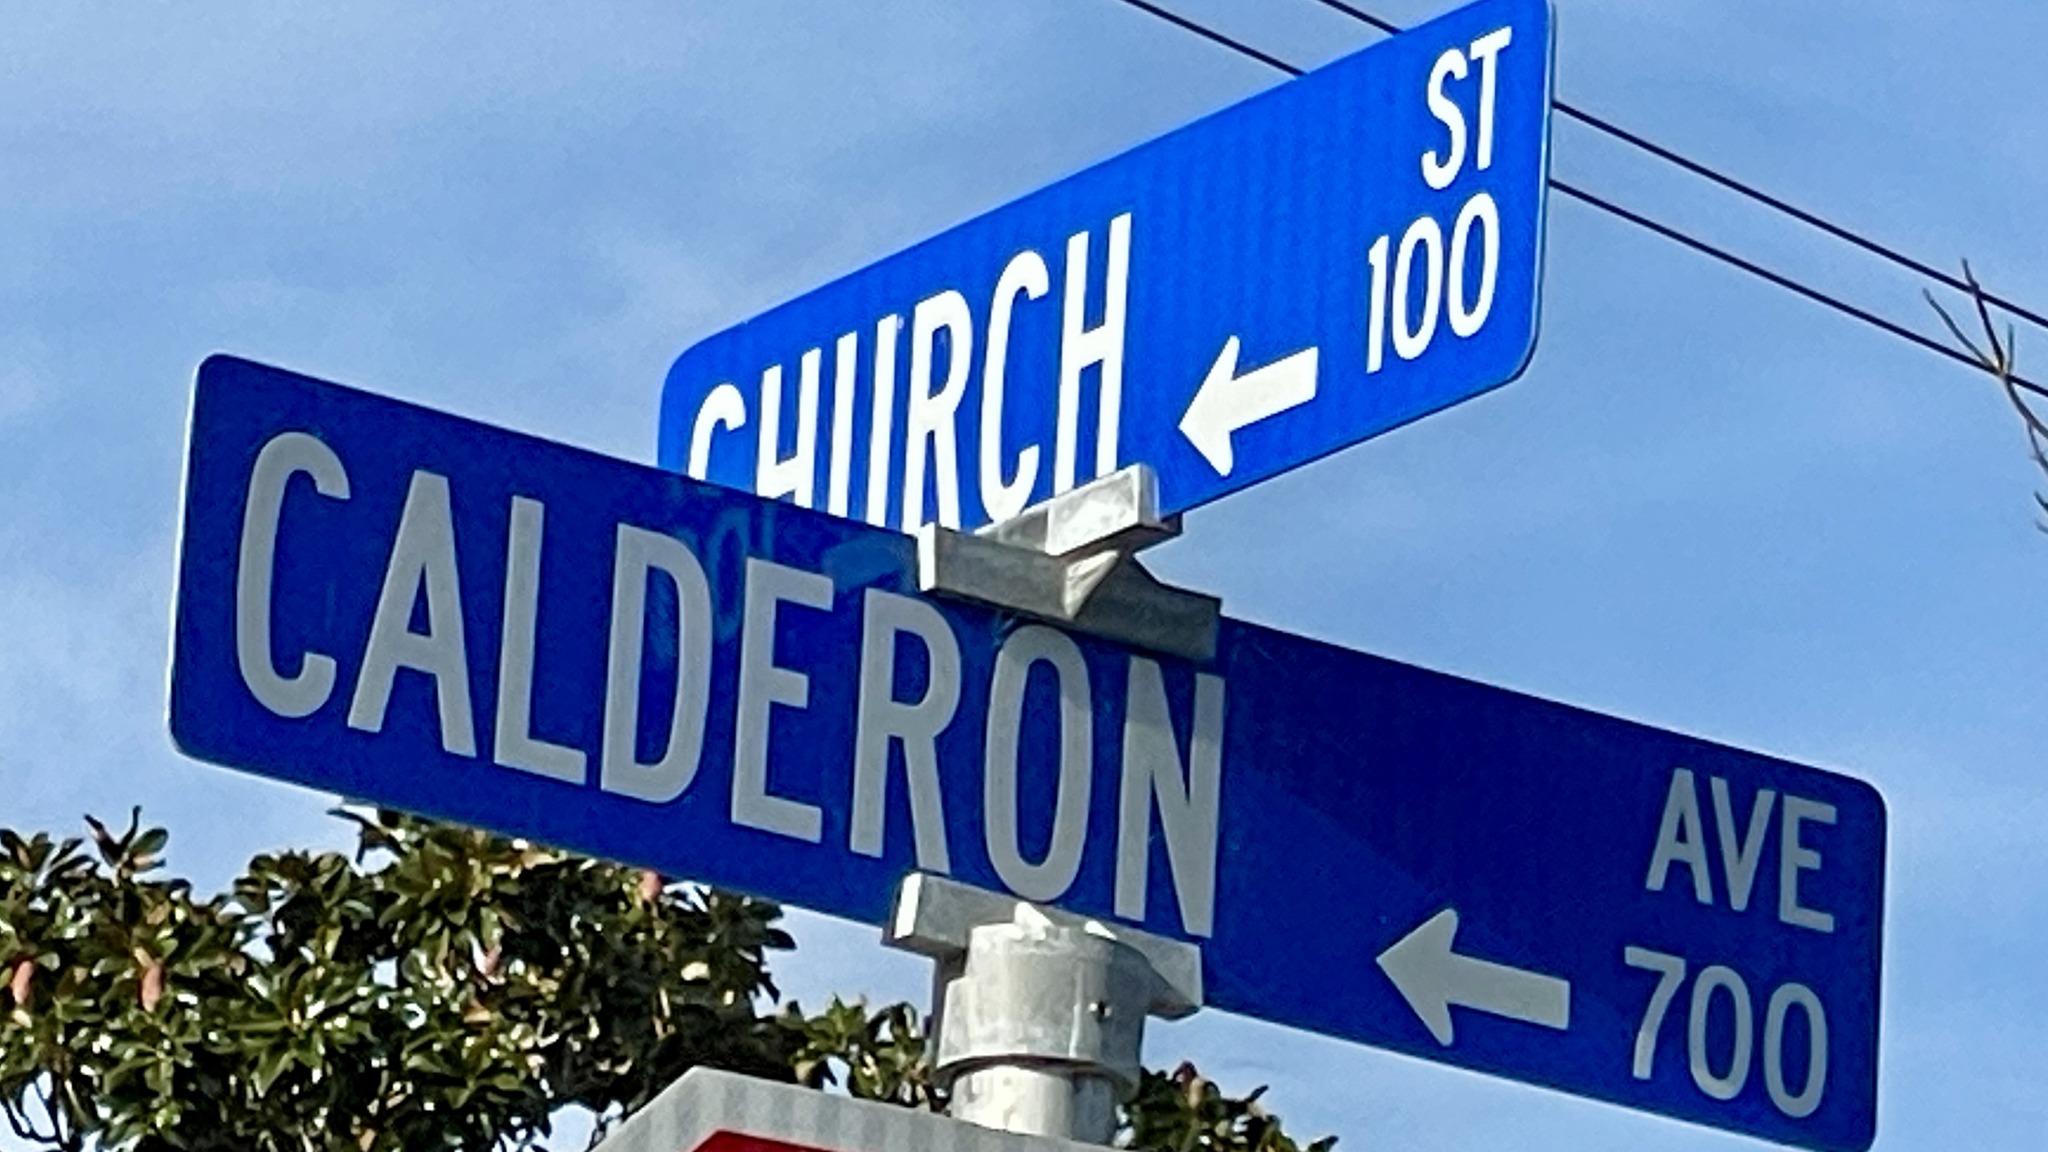 CHURCH ST
← 100
CALDERON AVE
← 700